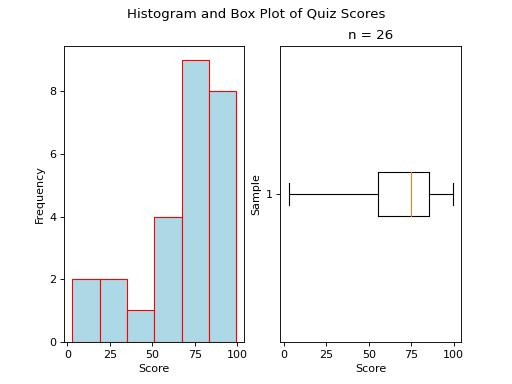 Histogram and Box Plot of Quiz Scores
n = 26
Frequency
8
6
4
2
0
0 25 50 75 100
Score
Sample
1
0 25 50 75 100
Score